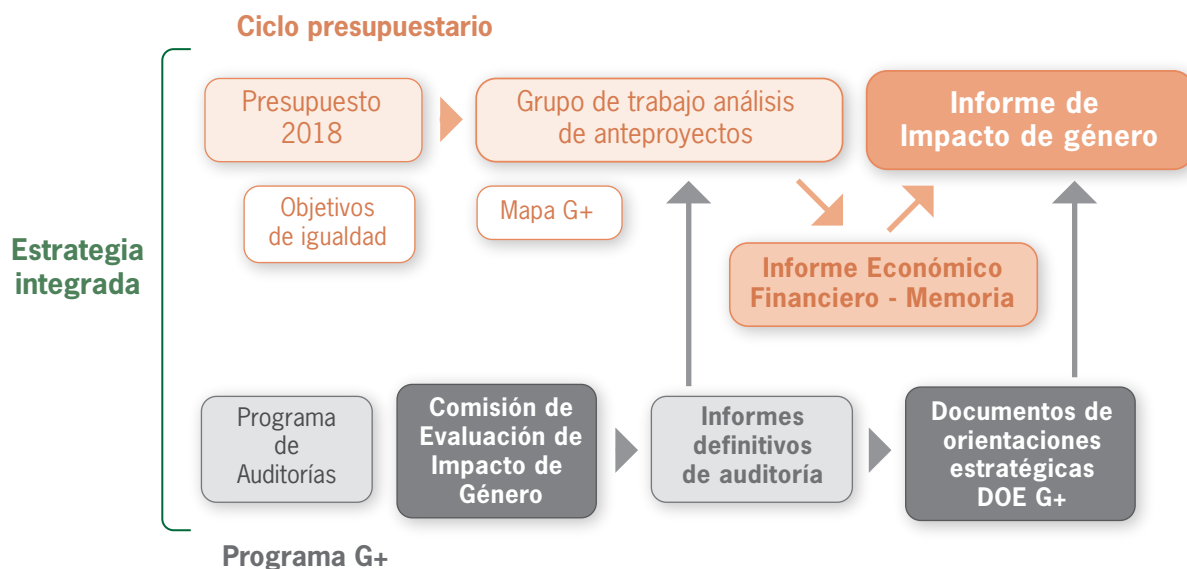 Ciclo presupuestario
Presupuesto
2018
Grupo de trabajo análisis
de anteproyectos
Informe de
Impacto de género
Objetivos
de igualdad
Mapa G+
Estrategia
integrada
Informe Económico
Financiero - Memoria
Programa
de
Auditorías
Comisión de
Evaluación de
Impacto de
Género
Informes
definitivos
de auditoría
Documentos de
orientaciones
estratégicas
DOE G+
Programa G+